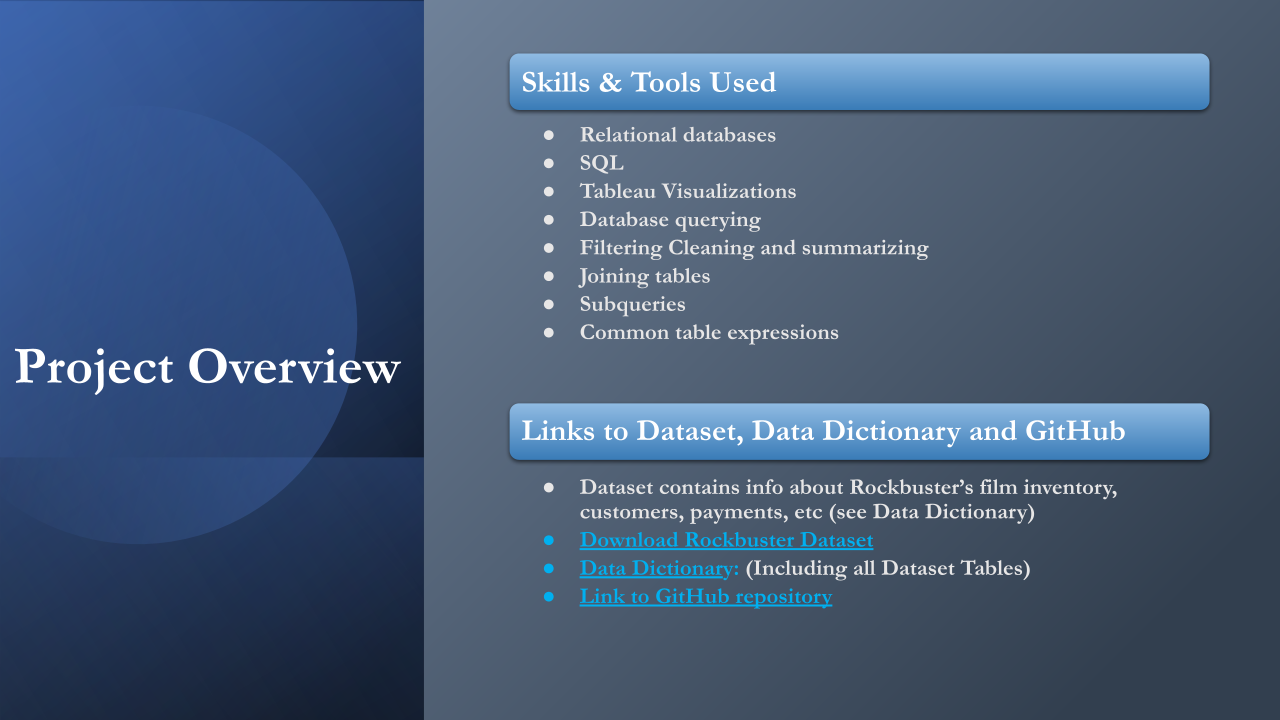 Project Overview
Skills & Tools Used
● Relational databases
● SQL
● Tableau Visualizations
● Database querying
● Filtering Cleaning and summarizing
● Joining tables
● Subqueries
● Common table expressions
Links to Dataset, Data Dictionary and GitHub
● Dataset contains info about Rockbuster’s film inventory,
customers, payments, etc (see Data Dictionary)
● Download Rockbuster Dataset
● Data Dictionary: (Including all Dataset Tables)
● Link to GitHub repository